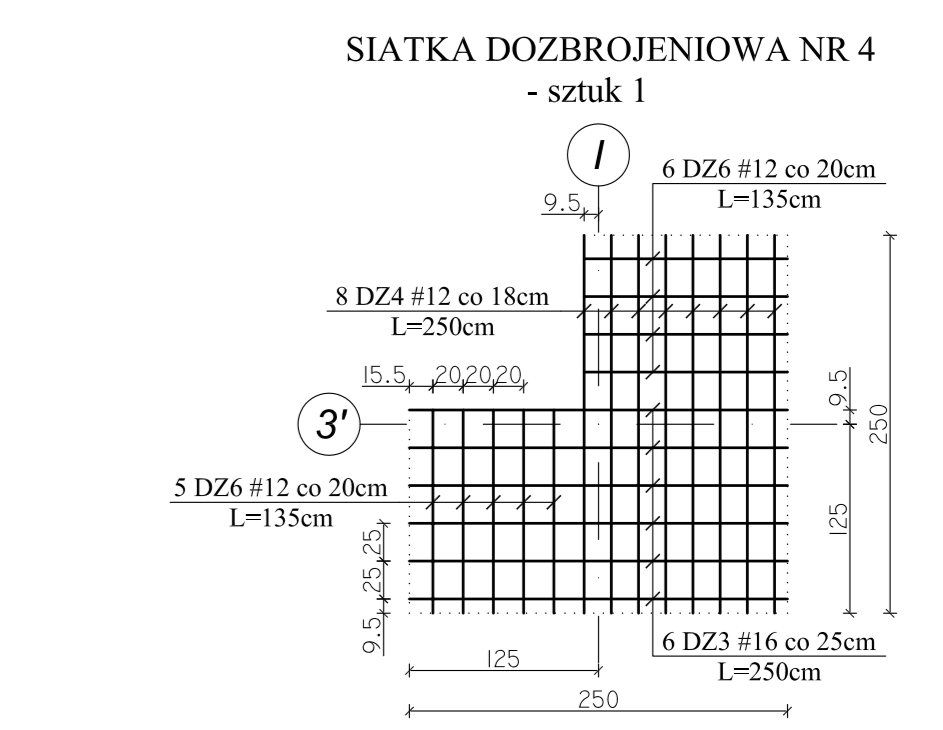 SIATKA DOZBROJENIOWA NR 4
- sztuk 1
I
6 DZ6 #12 co 20cm
L=135cm
9.5
8 DZ4 #12 co 18cm
L=250cm
15.5 20 20 20
9.5
250
3'
5 DZ6 #12 co 20cm
L=135cm
125
25
25
9.5
6 DZ3 #16 co 25cm
L=250cm
125
250